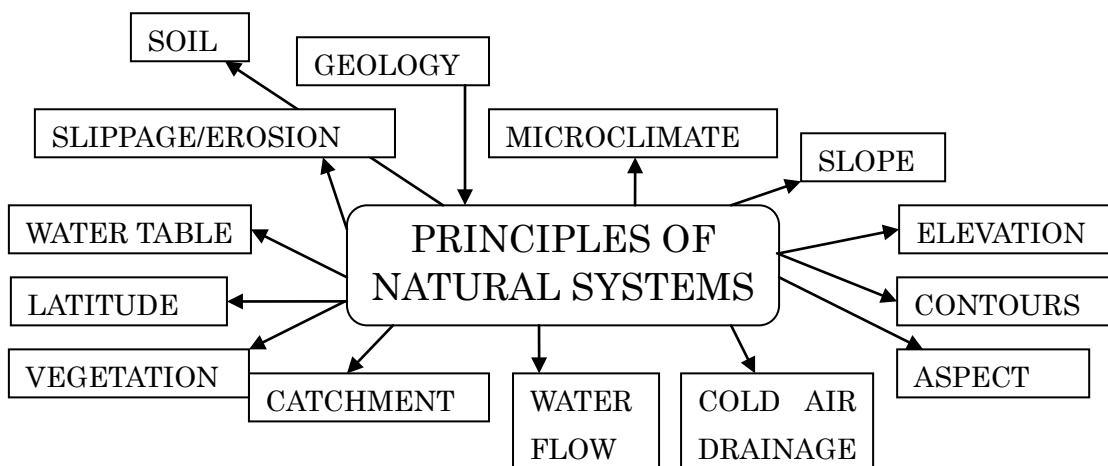 SOIL
GEOLOGY
SLIPPAGE/EROSION
MICROCLIMATE
SLOPE
WATER TABLE
PRINCIPLES OF
NATURAL SYSTEMS
ELEVATION
LATITUDE
CONTOURS
VEGETATION
CATCHMENT
WATER
FLOW
COLD AIR
DRAINAGE
ASPECT